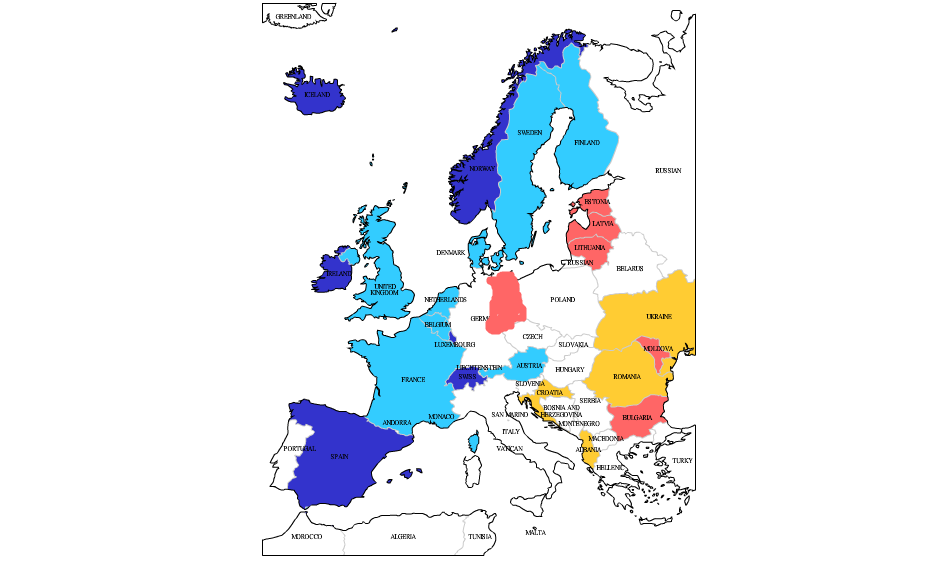 GREENLAND
ICELAND
SWEDEN
FINLAND
NORWAY
RUSSIAN
ESTONIA
LATVIA
LITHUANIA
DENMARK
RUSSIAN
BELARUS
IRELAND
UNITED
KINGDOM
NETHERLANDS
POLAND
GERM
UKRAINE
BELGIUM
CZECH
LUXEMBOURG
SLOVAKIA
MOLDOVA
LIECHTENSTEIN
AUSTRIA
HUNGARY
SWISS
FRANCE
ROMANIA
SLOVENIA
CROATIA
SERBIA
BOSNIA AND
HERZEGOVINA
SAN MARINO
MONACO
BULGARIA
ANDORRA
MONTENEGRO
ITALY
MACEDONIA
PORTUGAL
VATICAN
ALBANIA
SPAIN
TURKY
HELLENIC
MALTA
MOROCCO
ALGERIA
TUNISIA